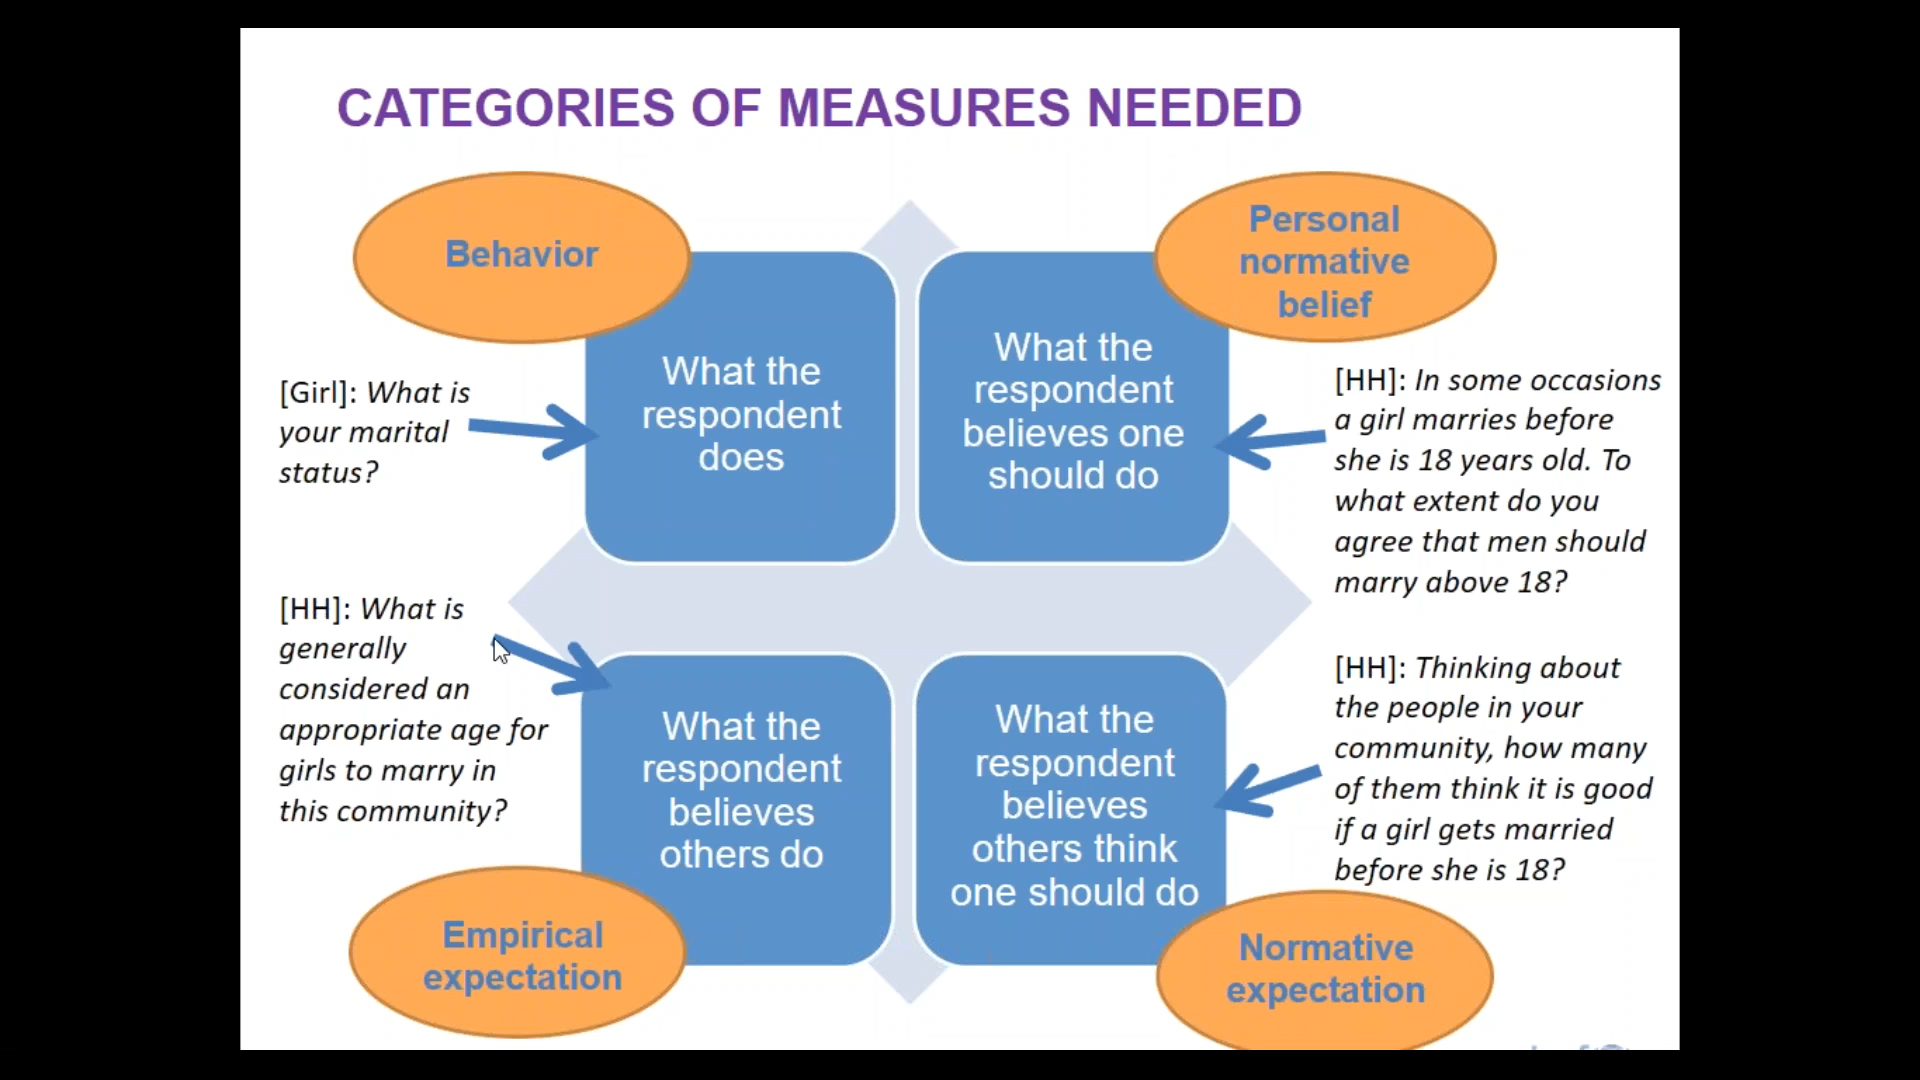 CATEGORIES OF MEASURES NEEDED
Behavior
Personal
normative
belief
What the
respondent
does
What the
respondent
believes one
should do
[Girl]: What is
your marital
status?
[HH]: In some occasions
a girl marries before
she is 18 years old. To
what extent do you
agree that men should
marry above 18?
[HH]: What is
generally
considered an
appropriate age for
girls to marry in
this community?
What the
respondent
believes
others do
What the
respondent
believes
others think
one should do
[HH]: Thinking about
the people in your
community, how many
of them think it is good
if a girl gets married
before she is 18?
Empirical
expectation
Normative
expectation